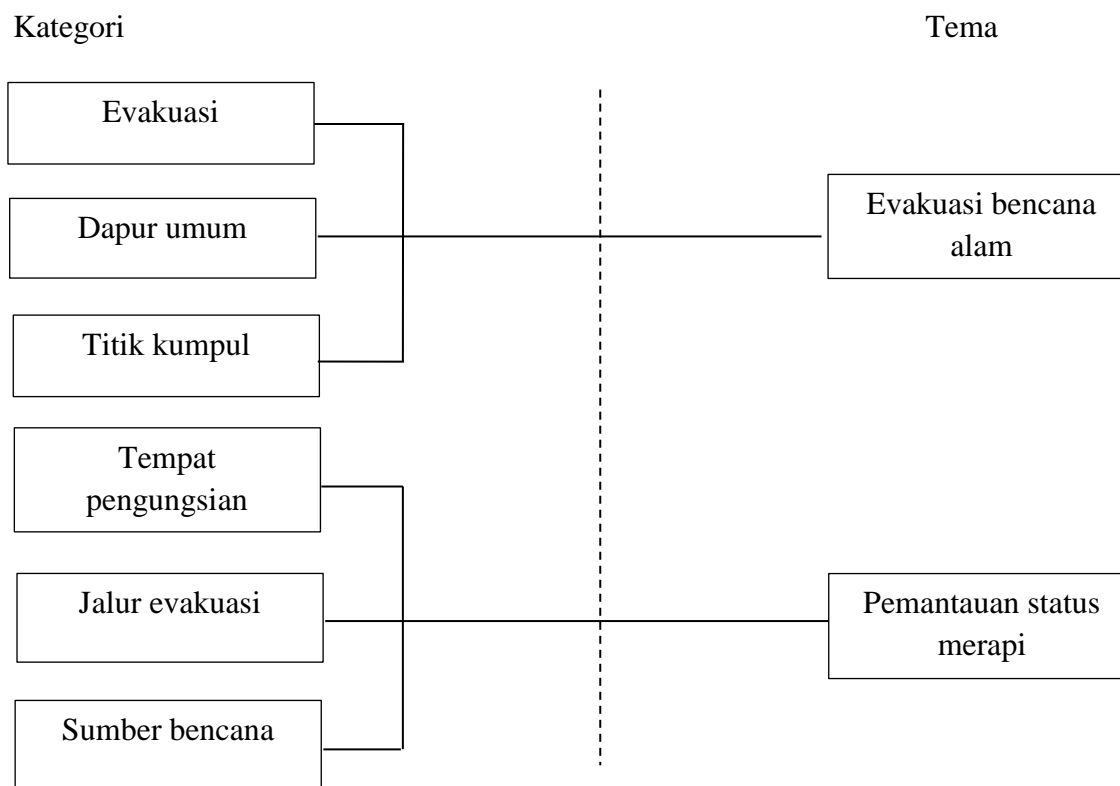 Kategori
Tema
Evakuasi
Dapur umum
Evakuasi bencana
alam
Titik kumpul
Tempat
pengungsian
Jalur evakuasi
Pemantauan status
merapi
Sumber bencana